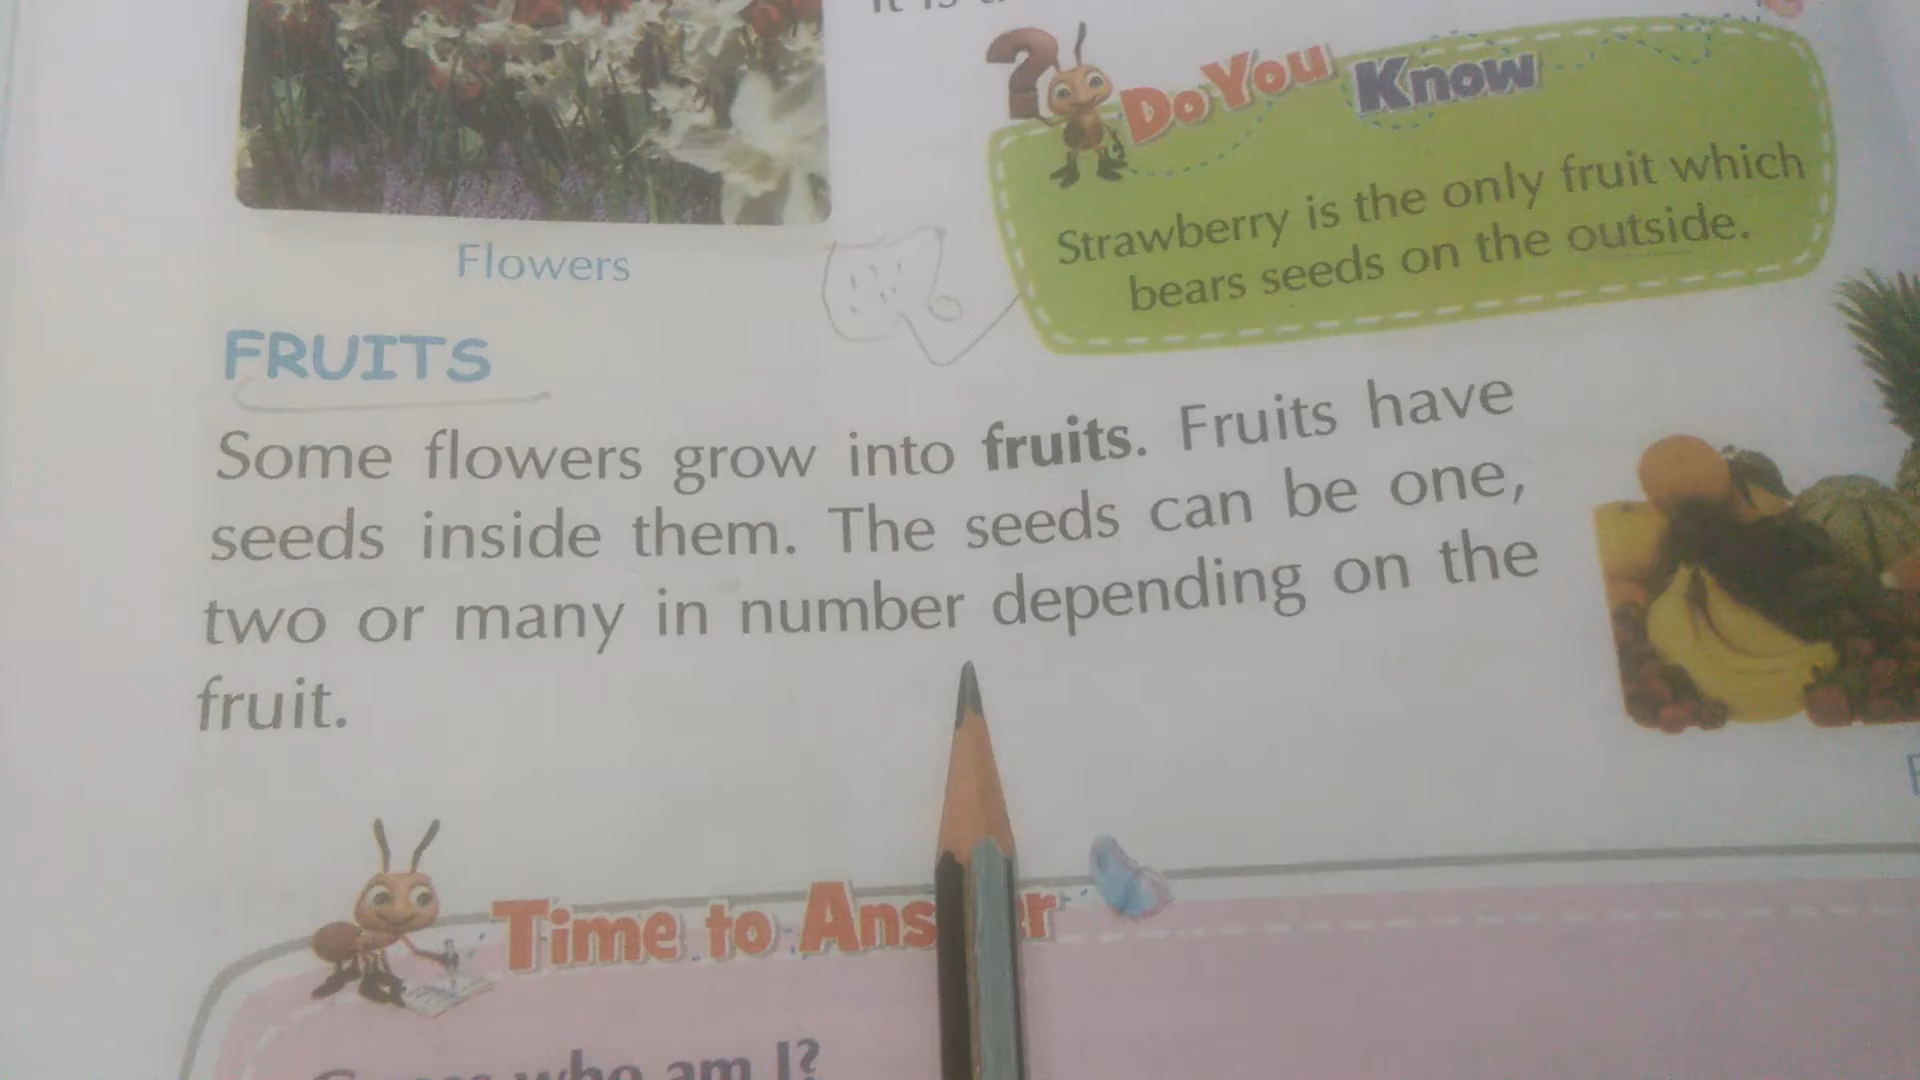 Do You Know
Strawberry is the only fruit which
bears seeds on the outside.
Flowers
FRUITS
Some flowers grow into fruits. Fruits have
seeds inside them. The seeds can be one,
two or many in number depending on the
fruit.
Time to
who am I?